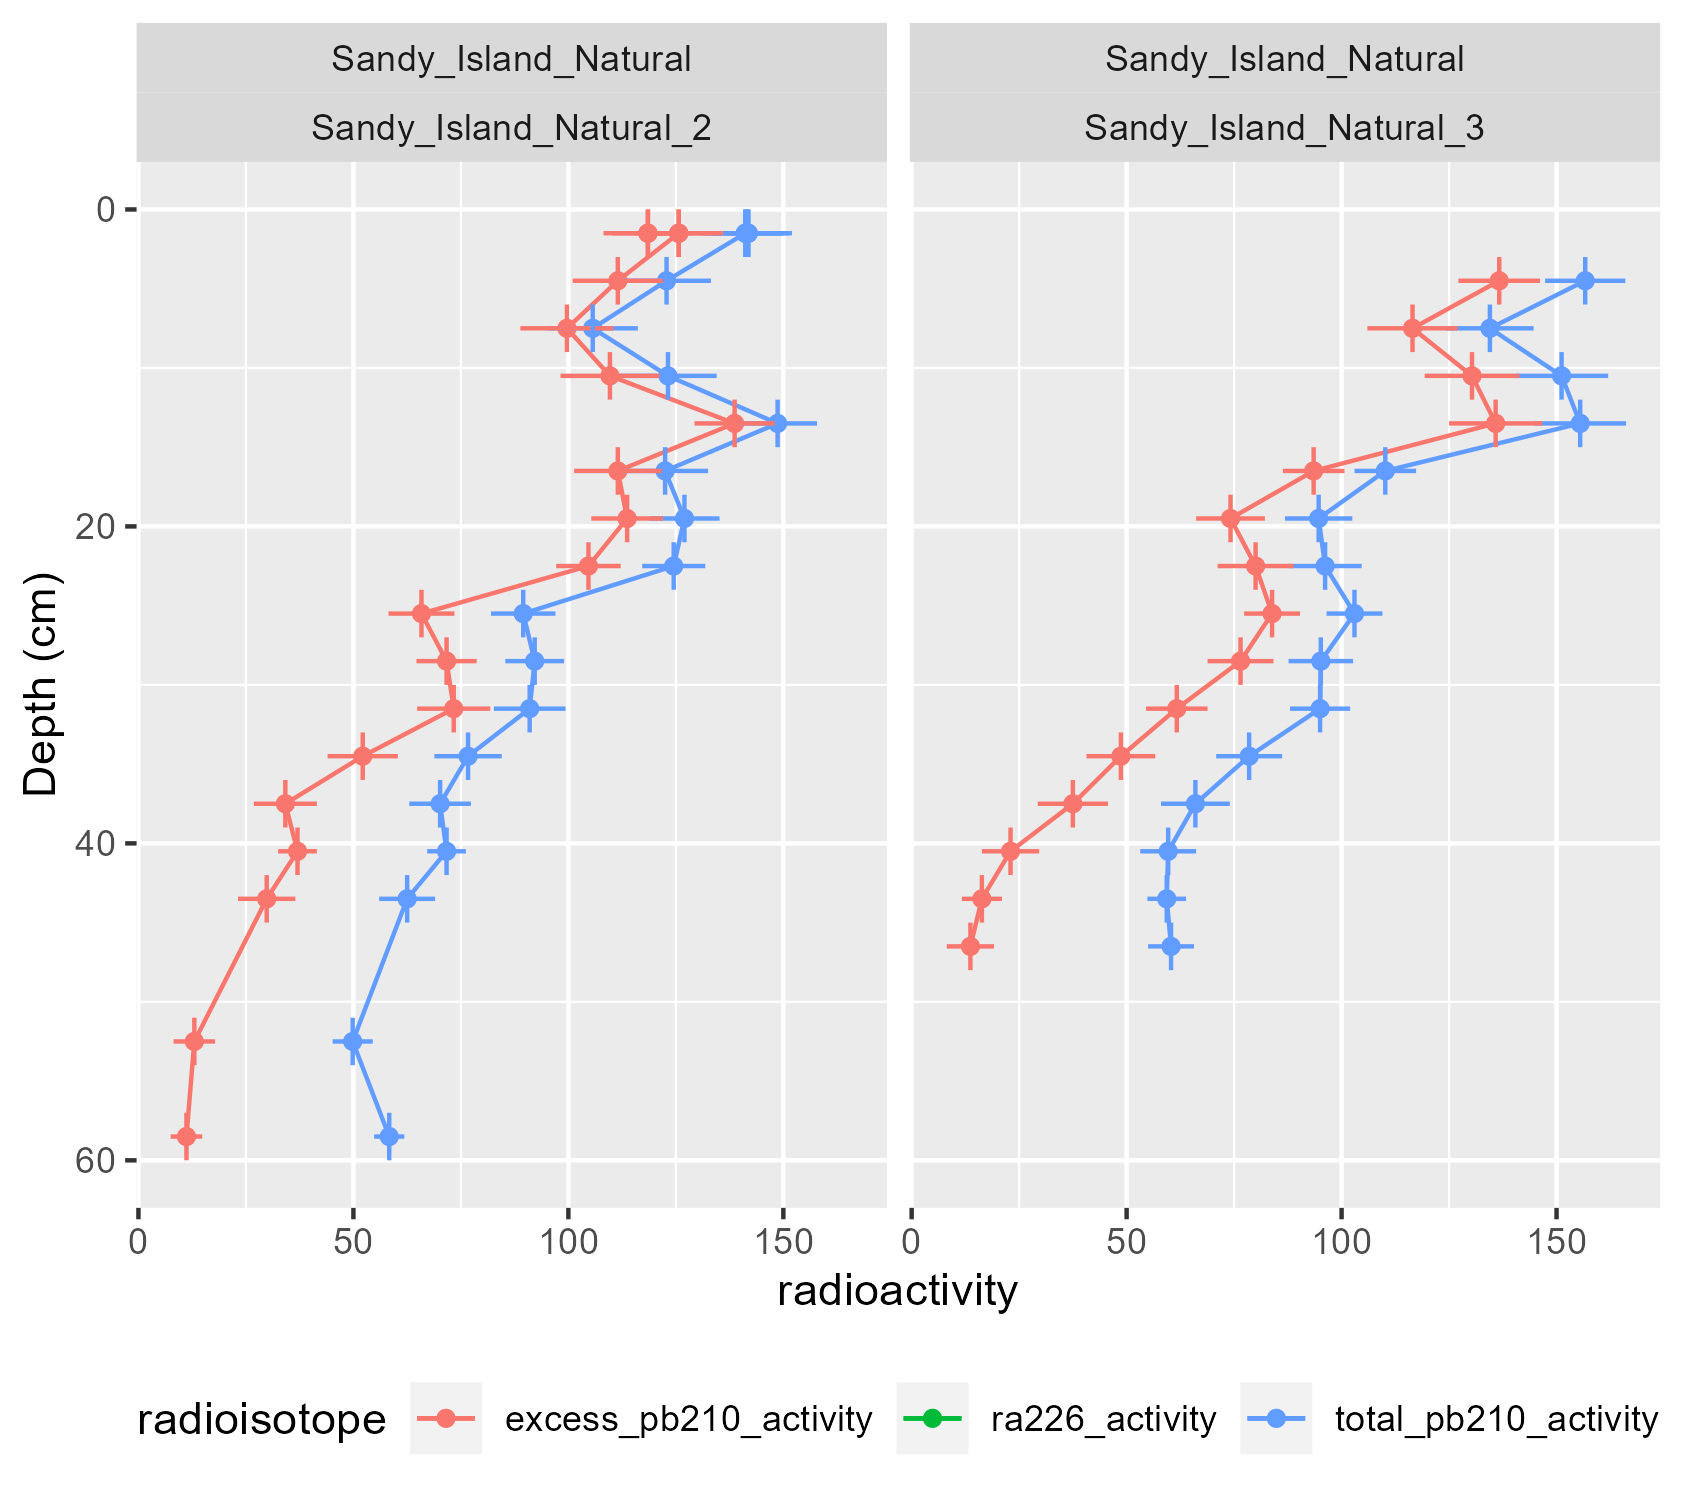 Sandy_Island_Natural Sandy_Island_Natural
Sandy_Island_Natural_2 Sandy_Island_Natural_3
0
20
40
60
Depth (cm)
0 50 100 150 0 50 100 150
radioactivity
radioisotope excess_pb210_activity ra226_activity total_pb210_activity